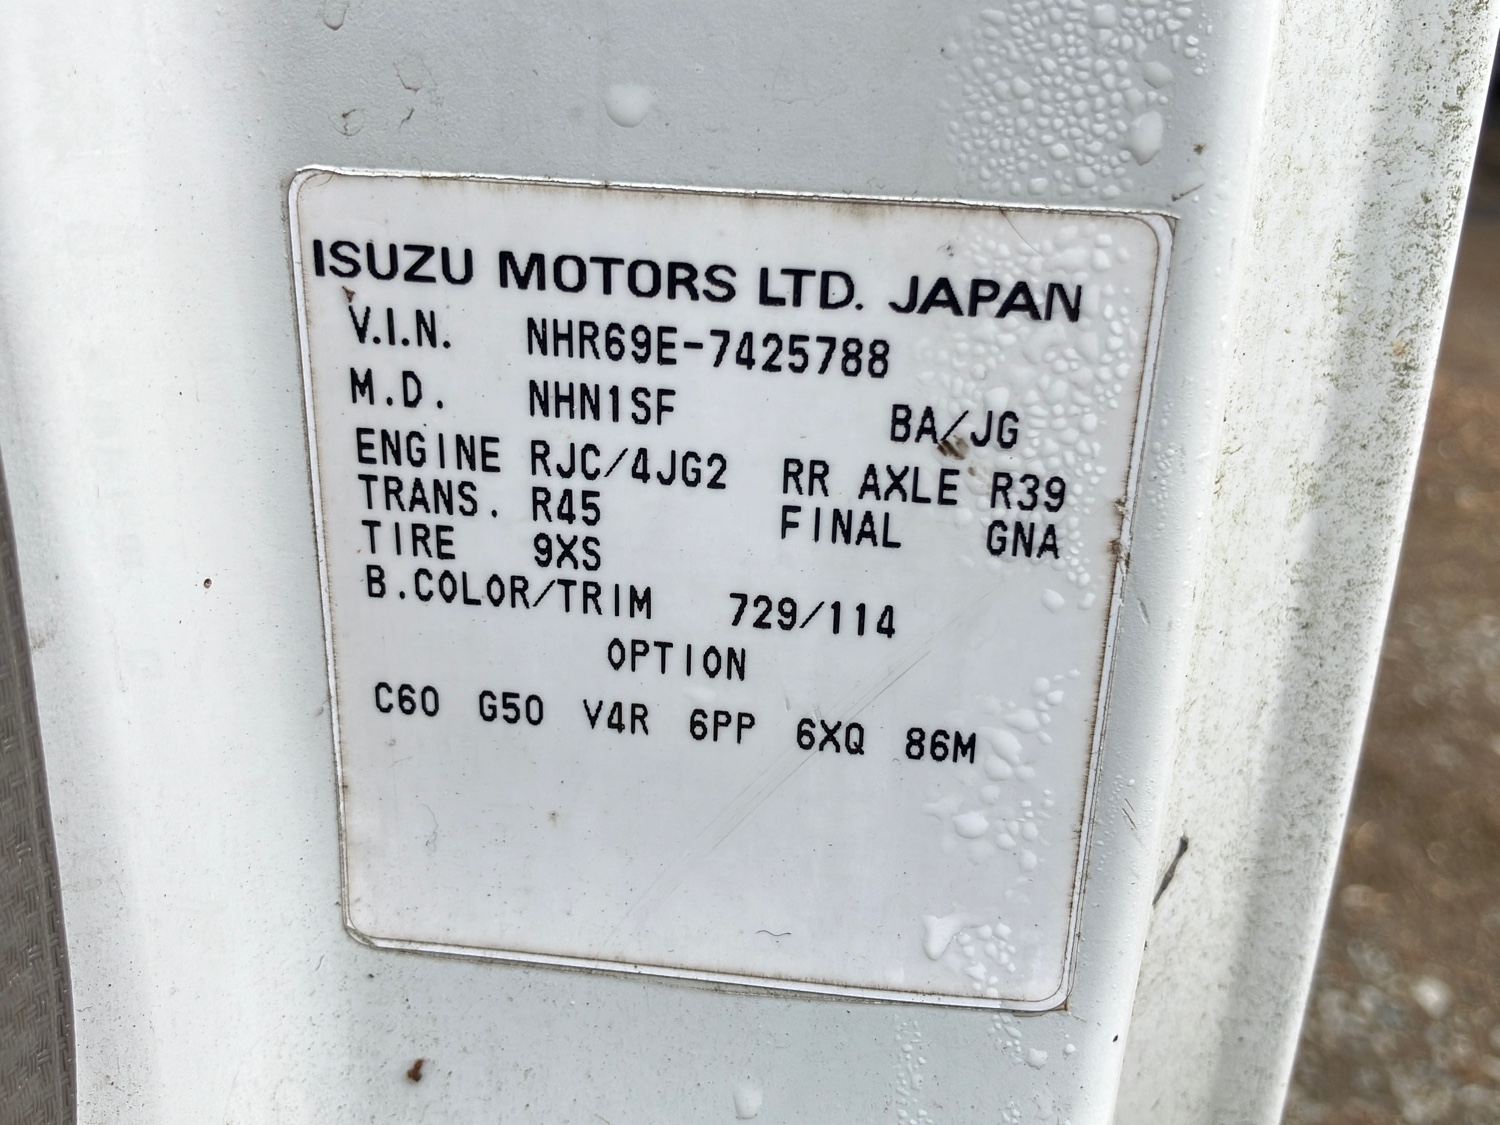 ISUZU MOTORS LTD. JAPAN
V.I.N. NHR69E-7425788
M.D. NHN1SF BA/JG
ENGINE RJC/4JG2 RR AXLE R39
TRANS. R45 FINAL GNA
TIRE 9XS
B.COLOR/TRIM 729/114
OPTION
C60 G50 V4R 6PP 6XQ 86M